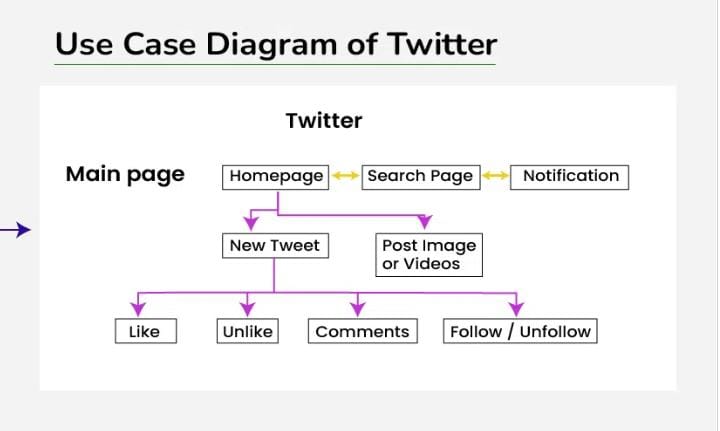 Use Case Diagram of Twitter
Twitter
Main page
Homepage
Search Page
Notification
New Tweet
Post Image
or Videos
Like
Unlike
Comments
Follow / Unfollow